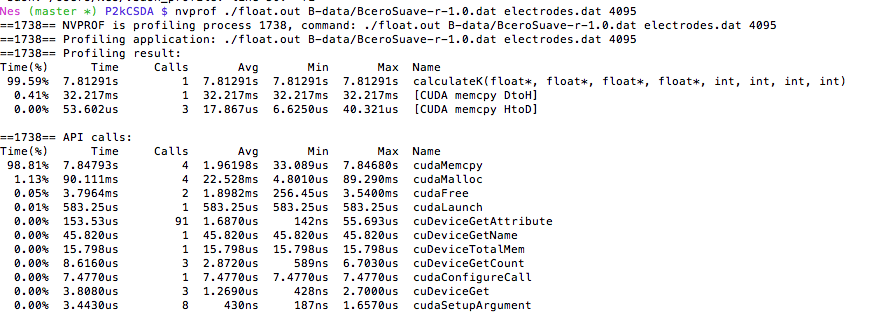 Nes (master *) P2kCSDA $ nvprof ./float.out B-data/BceroSuave-r-1.0.dat electrodes.dat 4095
==1738== NVPROF is profiling process 1738, command: ./float.out B-data/BceroSuave-r-1.0.dat electrodes.dat 4095
==1738== Profiling application: ./float.out B-data/BceroSuave-r-1.0.dat electrodes.dat 4095
==1738== Profiling result:
Time(%)      Time     Calls       Avg       Min       Max  Name
 99.59%  7.81291s         1  7.81291s  7.81291s  7.81291s  calculateK(float*, float*, float*, float*, int, int, int, int)
  0.41%  32.217ms         1  32.217ms  32.217ms  32.217ms  [CUDA memcpy DtoH]
  0.00%  53.602us         3  17.867us  6.6250us  40.321us  [CUDA memcpy HtoD]
==1738== API calls:
Time(%)      Time     Calls       Avg       Min       Max  Name
 98.81%  7.84793s         4  1.96198s  33.089us  7.84680s  cudaMemcpy
  1.13%  90.111ms         4  22.528ms  4.8010us  89.290ms  cudaMalloc
  0.05%  3.7964ms         2  1.8982ms  256.45us  3.5400ms  cudaFree
  0.01%  583.25us         1  583.25us  583.25us  583.25us  cudaLaunch
  0.00%  153.53us        91  1.6870us     142ns  55.693us  cuDeviceGetAttribute
  0.00%  45.820us         1  45.820us  45.820us  45.820us  cuDeviceGetName
  0.00%  15.798us         1  15.798us  15.798us  15.798us  cuDeviceTotalMem
  0.00%  8.6160us         3  2.8720us     589ns  6.7030us  cuDeviceGetCount
  0.00%  7.4770us         1  7.4770us  7.4770us  7.4770us  cudaConfigureCall
  0.00%  3.8080us         3  1.2690us     428ns  2.7000us  cuDeviceGet
  0.00%  3.4430us         8     430ns     187ns  1.6570us  cudaSetupArgument